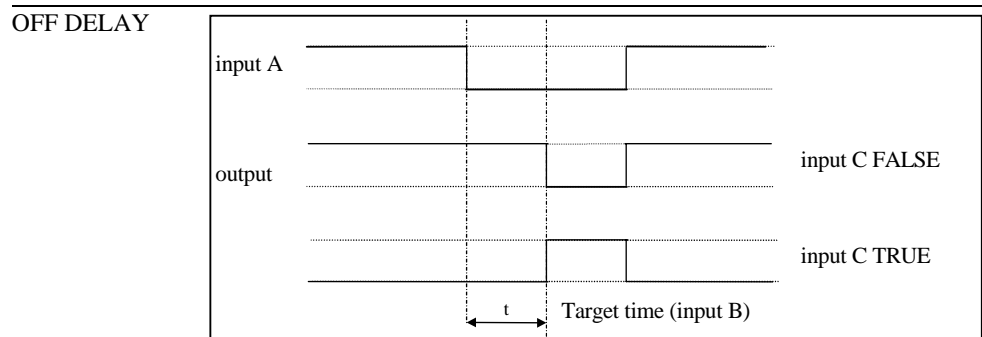 OFF DELAY
input A
output
input C FALSE
input C TRUE
t
Target time (input B)